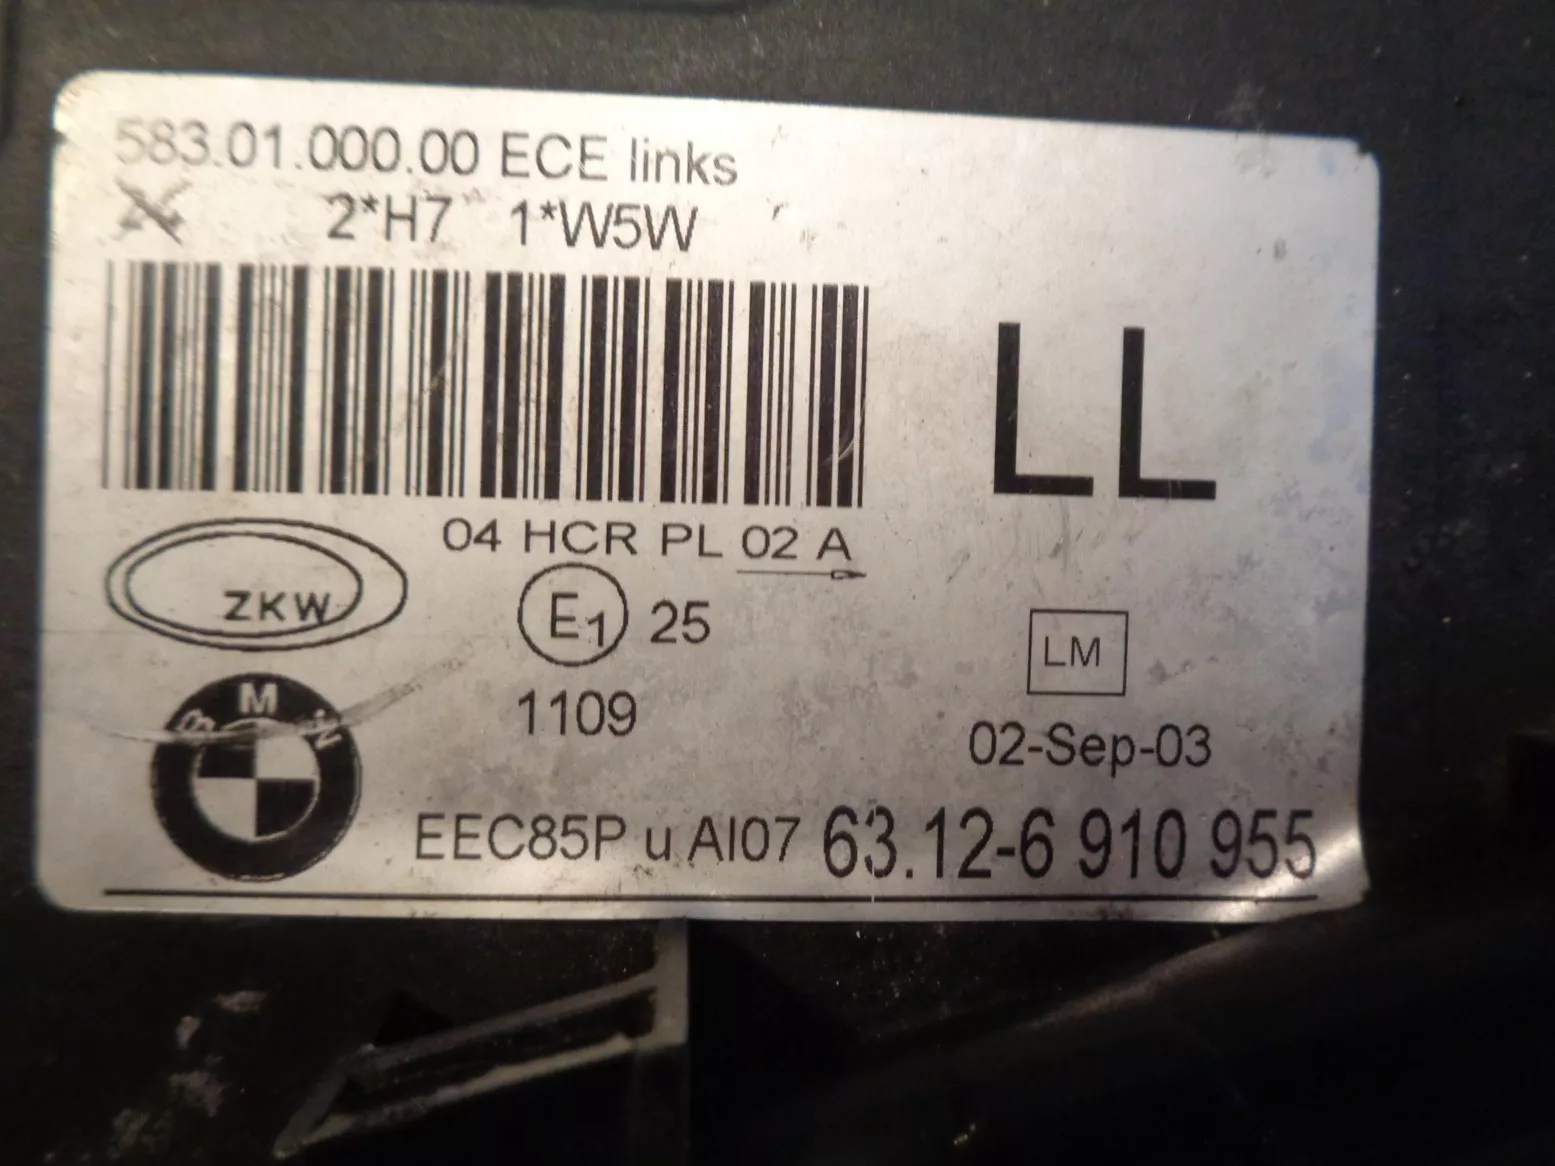 583.01.000.00 ECE links
2*H7 1*W5W
LL
04 HCR PL 02 A
ZKW
E1 25
LM
1109
02-Sep-03
BMW
EEC85P u AI07 63.12-6 910 955